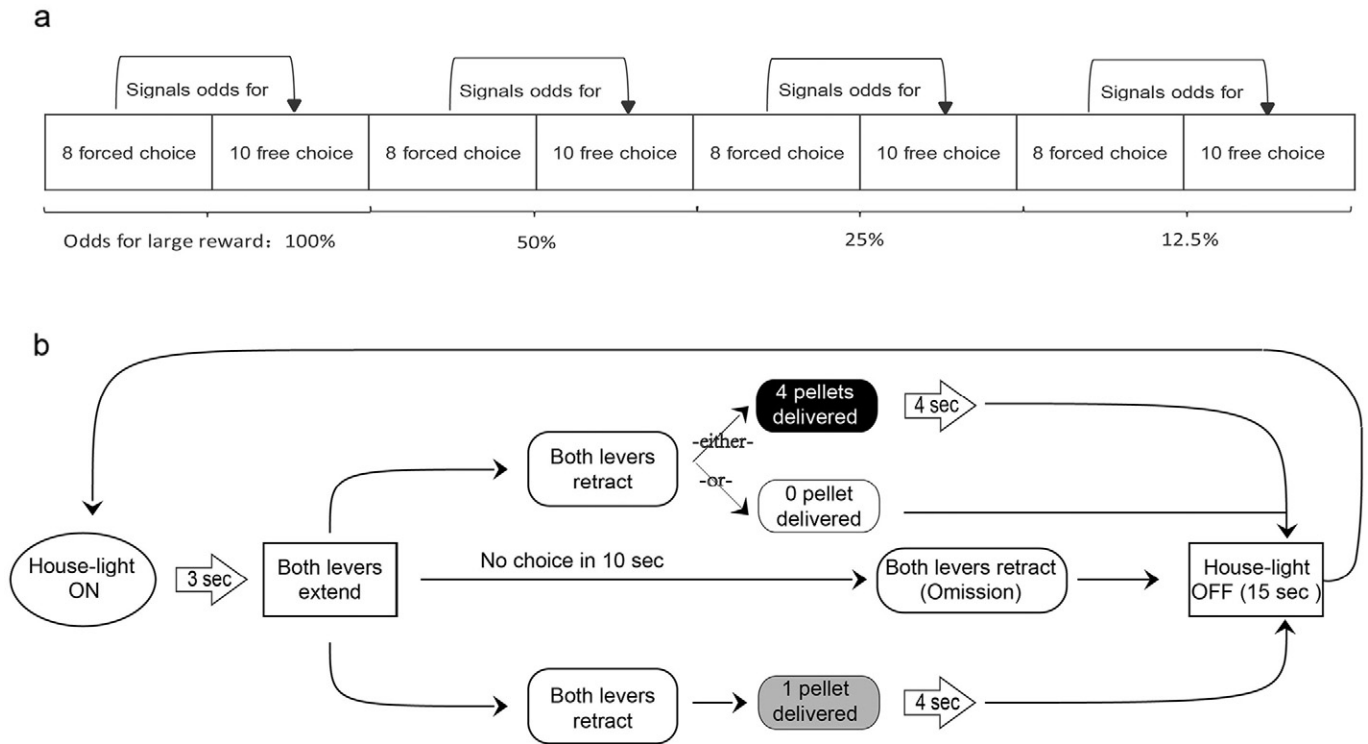 a
Signals odds for
Signals odds for
Signals odds for
Signals odds for
8 forced choice
10 free choice
8 forced choice
10 free choice
8 forced choice
10 free choice
8 forced choice
10 free choice
Odds for large reward: 100%
50%
25%
12.5%
b
4 pellets
delivered
4 sec
Both levers
retract
-either-
-or-
0 pellet
delivered
House-light
ON
3 sec
Both levers
extend
No choice in 10 sec
Both levers retract
(Omission)
House-light
OFF (15 sec )
Both levers
retract
1 pellet
delivered
4 sec